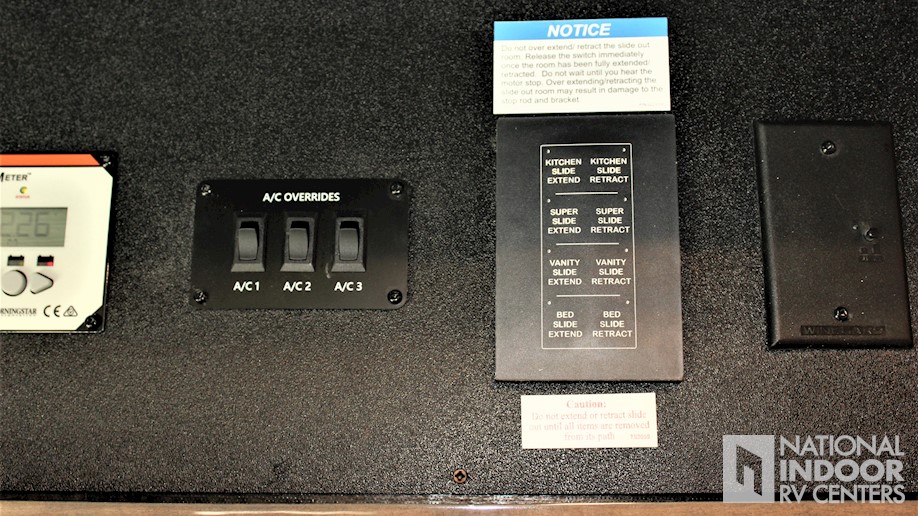 METER™
STATUS
2.26
MORNINGSTAR CE
A/C OVERRIDES
A/C 1 A/C 2 A/C 3
NOTICE
Do not over extend/ retract the slide out
room. Release the switch immediately
once the room has been fully extended/
retracted. Do not wait until you hear the
motor stop. Over extending/retracting the
slide out room may result in damage to the
stop rod and bracket.
KITCHEN KITCHEN
SLIDE SLIDE
EXTEND RETRACT
SUPER SUPER
SLIDE SLIDE
EXTEND RETRACT
VANITY VANITY
SLIDE SLIDE
EXTEND RETRACT
BED BED
SLIDE SLIDE
EXTEND RETRACT
Caution:
Do not extend or retract slide
out until all items are removed
from its path.
WINEGARD
NATIONAL
INDOOR
RV CENTERS